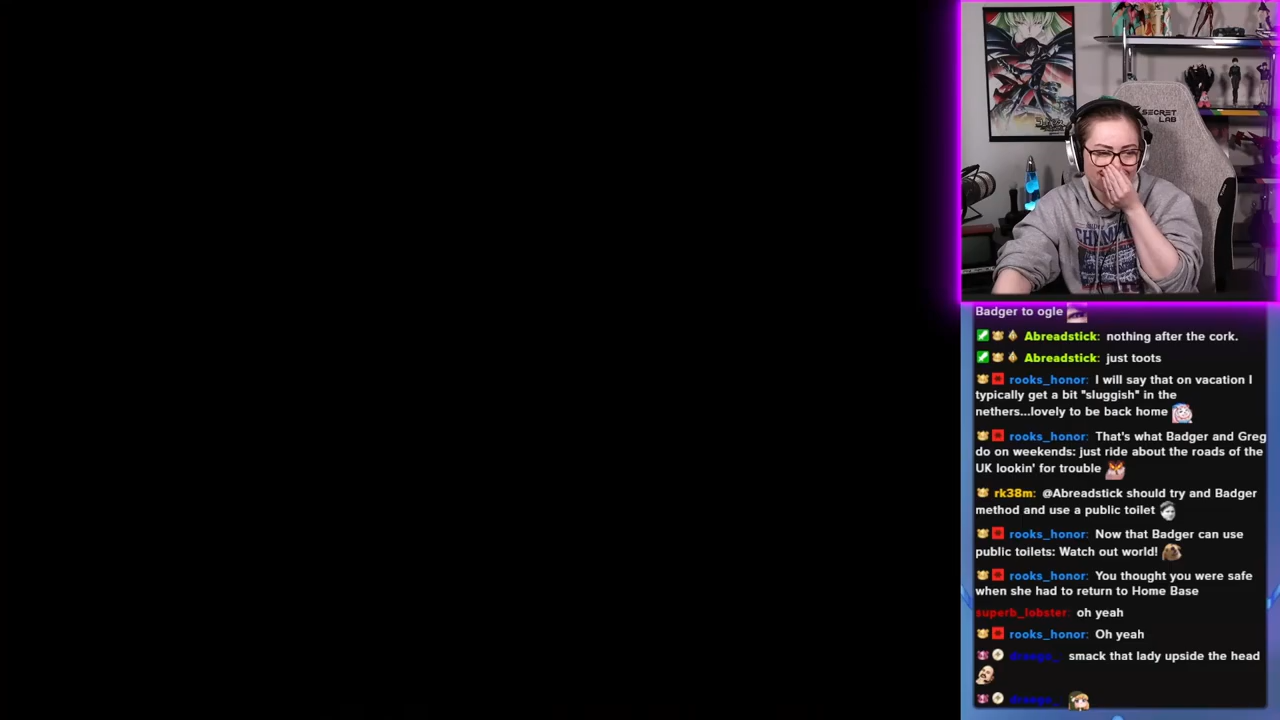 SECRET
LAB
CHAMP
Badger to ogle
Abreadstick: nothing after the cork.
Abreadstick: just toots
rooks_honor: I will say that on vacation I
typically get a bit "sluggish" in the
nethers...lovely to be back home
rooks_honor: That's what Badger and Greg
do on weekends: just ride about the roads of the
UK lookin' for trouble
rk38m: @Abreadstick should try and Badger
method and use a public toilet
rooks_honor: Now that Badger can use
public toilets: Watch out world!
rooks_honor: You thought you were safe
when she had to return to Home Base
superb_lobster: oh yeah
rooks_honor: Oh yeah
smack that lady upside the head